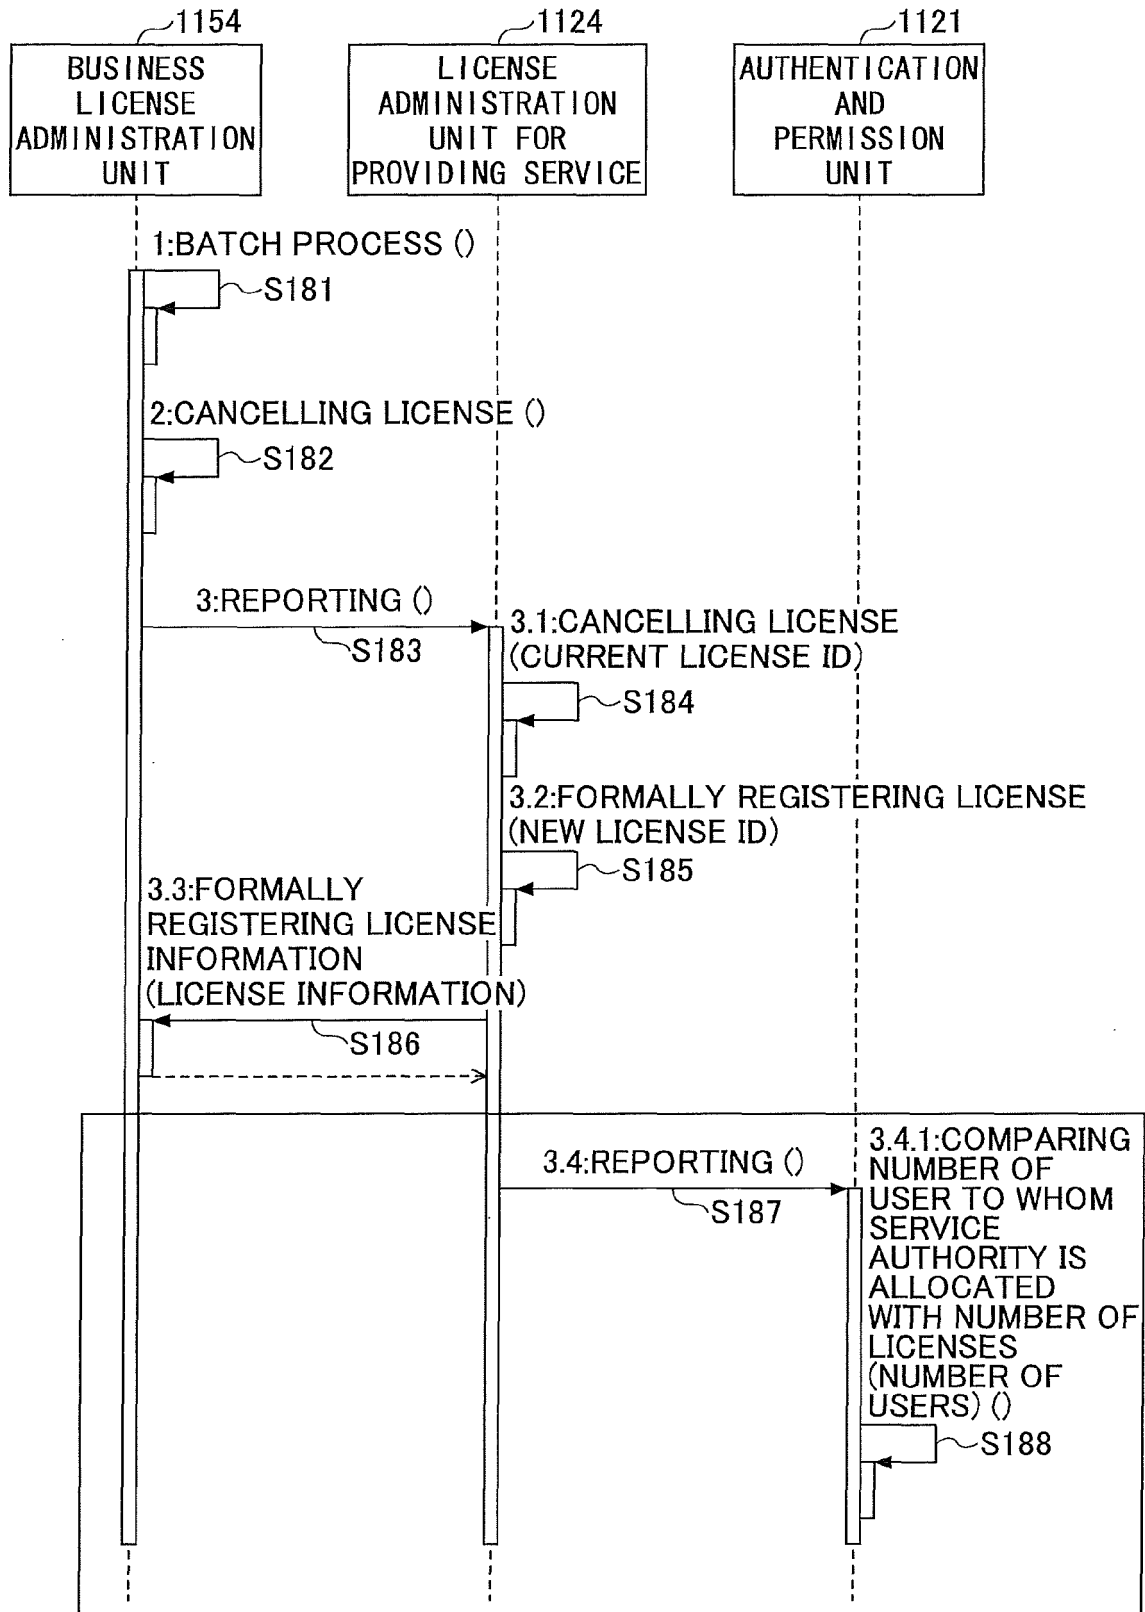 1154
BUSINESS
LICENSE
ADMINISTRATION
UNIT
1124
LICENSE
ADMINISTRATION
UNIT FOR
PROVIDING SERVICE
1121
AUTHENTICATION
AND
PERMISSION
UNIT
1:BATCH PROCESS ()
S181
2:CANCELLING LICENSE ()
S182
3:REPORTING ()
S183
3.1:CANCELLING LICENSE
(CURRENT LICENSE ID)
S184
3.2:FORMALLY REGISTERING LICENSE
(NEW LICENSE ID)
S185
3.3:FORMALLY
REGISTERING LICENSE
INFORMATION
(LICENSE INFORMATION)
S186
3.4:REPORTING ()
S187
3.4.1:COMPARING
NUMBER OF
USER TO WHOM
SERVICE
AUTHORITY IS
ALLOCATED
WITH NUMBER OF
LICENSES
(NUMBER OF
USERS) ()
S188